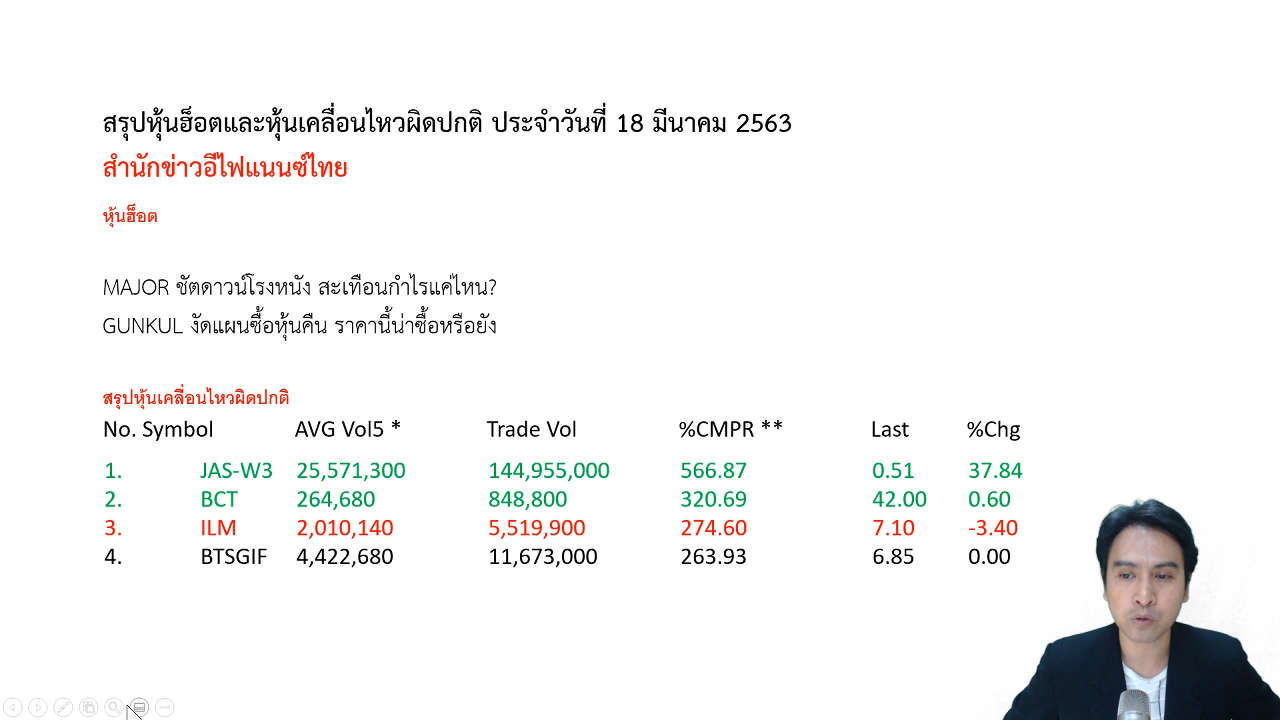 สรุปหุ้นฮ็อตและหุ้นเคลื่อนไหวผิดปกติ ประจำวันที่ 18 มีนาคม 2563
สำนักข่าวอีไฟแนนซ์ไทย
หุ้นฮ็อต
MAJOR ชัตดาวน์โรงหนัง สะเทือนกำไรแค่ไหน?
GUNKUL งัดแผนซื้อหุ้นคืน ราคานี้น่าซื้อหรือยัง
สรุปหุ้นเคลื่อนไหวผิดปกติ
No. Symbol AVG Vol5 * Trade Vol %CMPR ** Last %Chg
1. JAS-W3 25,571,300 144,955,000 566.87 0.51 37.84
2. BCT 264,680 848,800 320.69 42.00 0.60
3. ILM 2,010,140 5,519,900 274.60 7.10 -3.40
4. BTSGIF 4,422,680 11,673,000 263.93 6.85 0.00